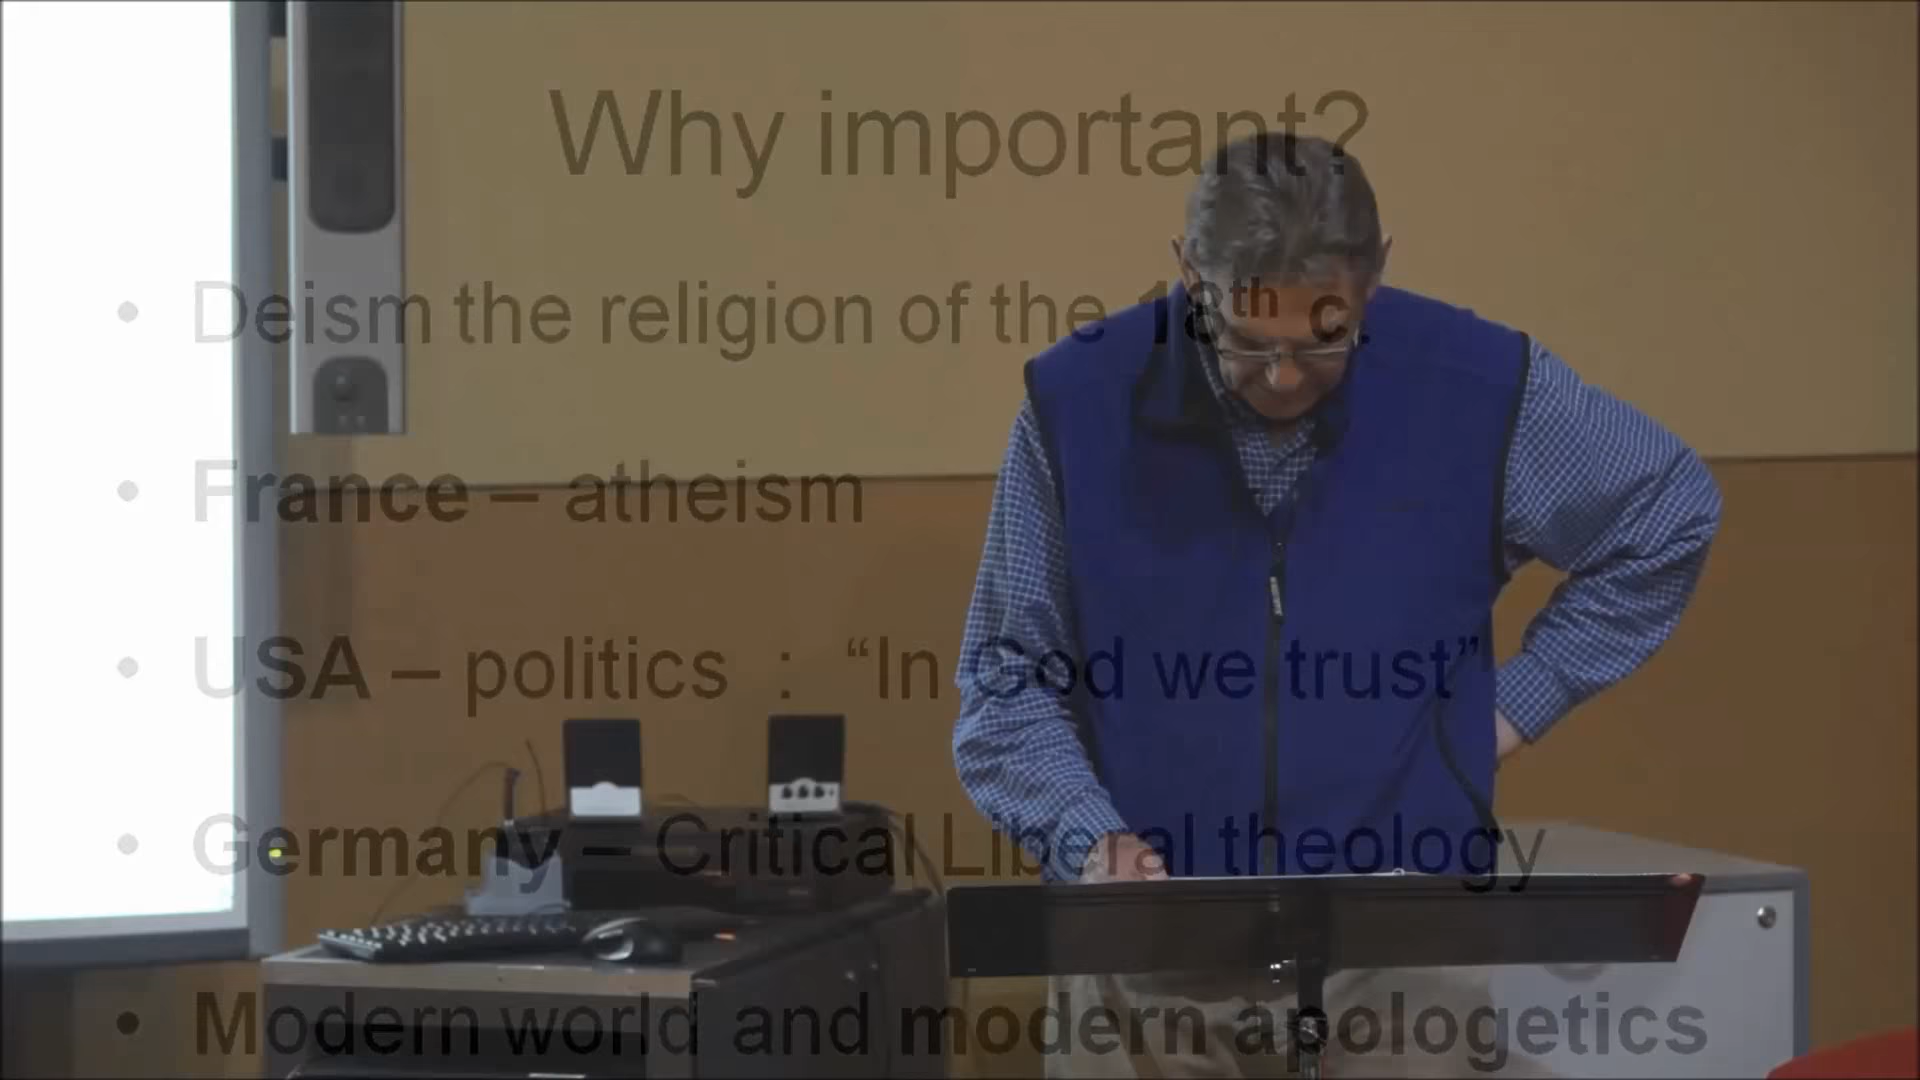 Why important?
• Deism the religion of the 18th c.
• France – atheism
• USA – politics : “In God we trust”
• Germany – Critical Liberal theology
• Modern world and modern apologetics